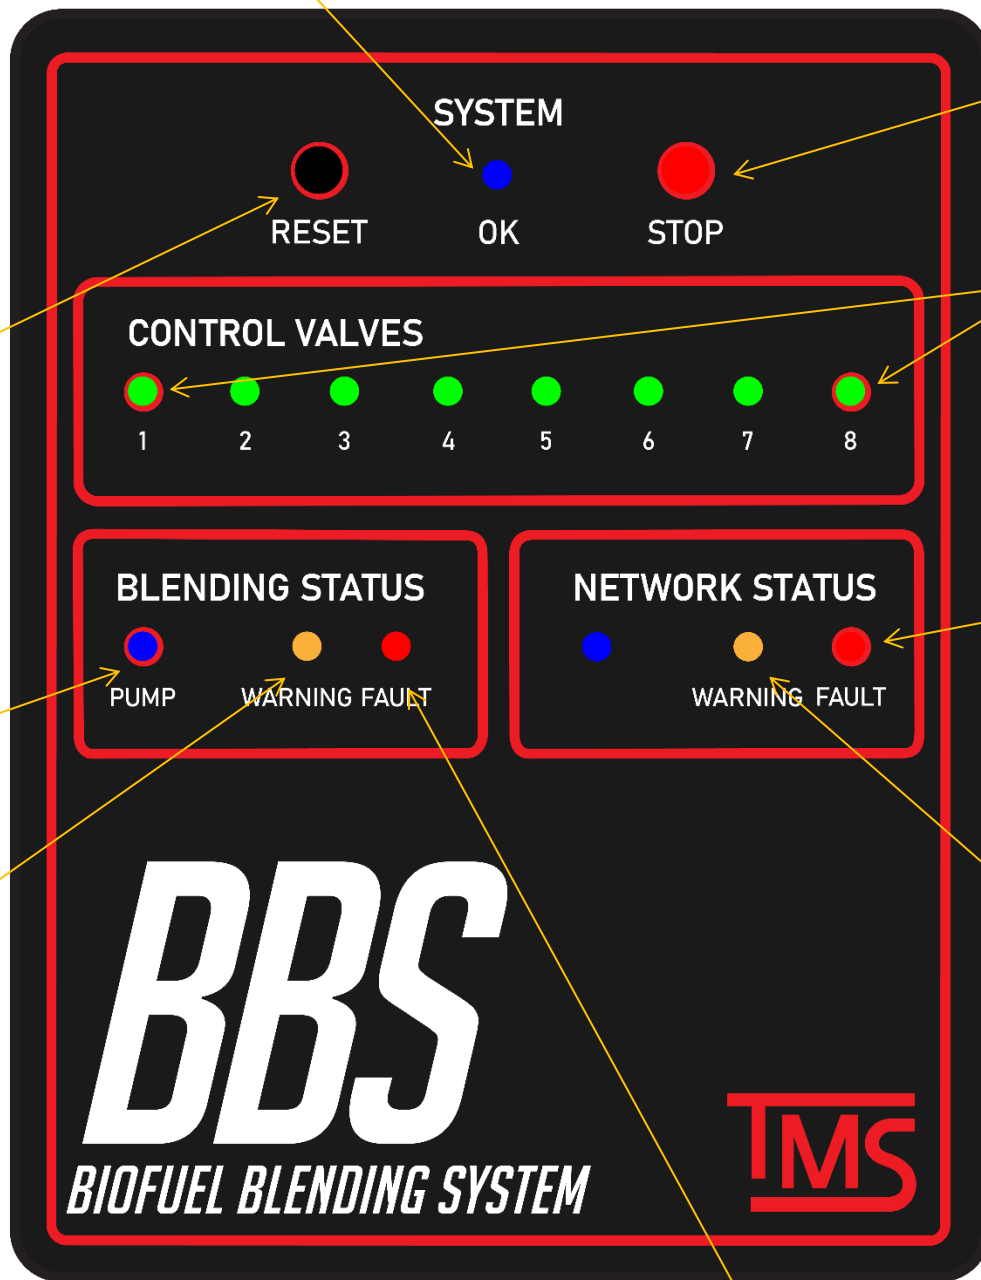 SYSTEM
RESET OK STOP
CONTROL VALVES
1 2 3 4 5 6 7 8
BLENDING STATUS
PUMP WARNING FAULT
NETWORK STATUS
WARNING FAULT
BBS
BIOFUEL BLENDING SYSTEM
TMS